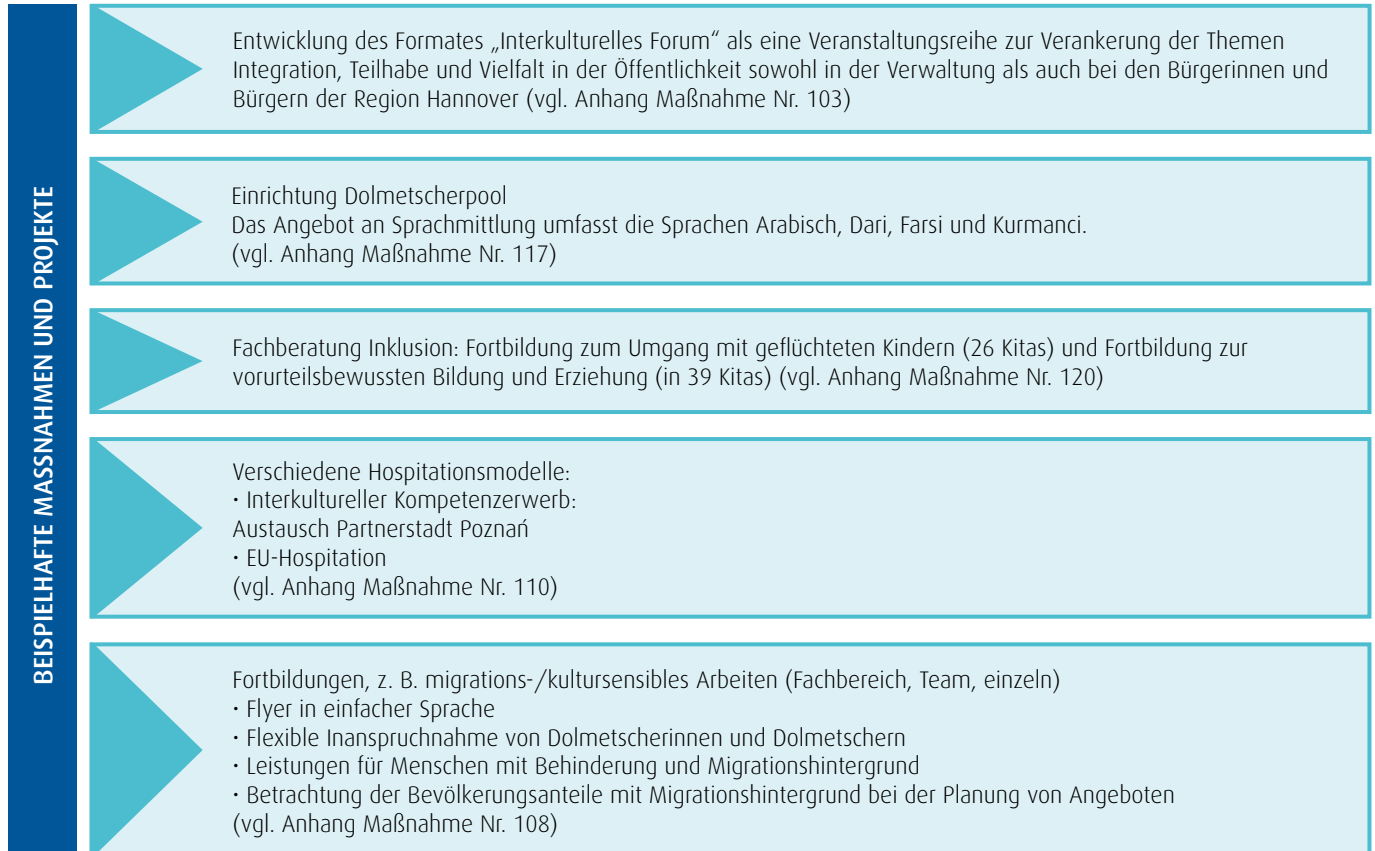 BEISPIELHAFTE MASSNAHMEN UND PROJEKTE
Entwicklung des Formates „Interkulturelles Forum“ als eine Veranstaltungsreihe zur Verankerung der Themen
Integration, Teilhabe und Vielfalt in der Öffentlichkeit sowohl in der Verwaltung als auch bei den Bürgerinnen und
Bürgern der Region Hannover (vgl. Anhang Maßnahme Nr. 103)
Einrichtung Dolmetscherpool
Das Angebot an Sprachmittlung umfasst die Sprachen Arabisch, Dari, Farsi und Kurmanci.
(vgl. Anhang Maßnahme Nr. 117)
Fachberatung Inklusion: Fortbildung zum Umgang mit geflüchteten Kindern (26 Kitas) und Fortbildung zur
vorurteilsbewussten Bildung und Erziehung (in 39 Kitas) (vgl. Anhang Maßnahme Nr. 120)
Verschiedene Hospitationsmodelle:
• Interkultureller Kompetenzerwerb:
Austausch Partnerstadt Poznań
• EU-Hospitation
(vgl. Anhang Maßnahme Nr. 110)
Fortbildungen, z. B. migrations-/kultursensibles Arbeiten (Fachbereich, Team, einzeln)
• Flyer in einfacher Sprache
• Flexible Inanspruchnahme von Dolmetscherinnen und Dolmetschern
• Leistungen für Menschen mit Behinderung und Migrationshintergrund
• Betrachtung der Bevölkerungsanteile mit Migrationshintergrund bei der Planung von Angeboten
(vgl. Anhang Maßnahme Nr. 108)